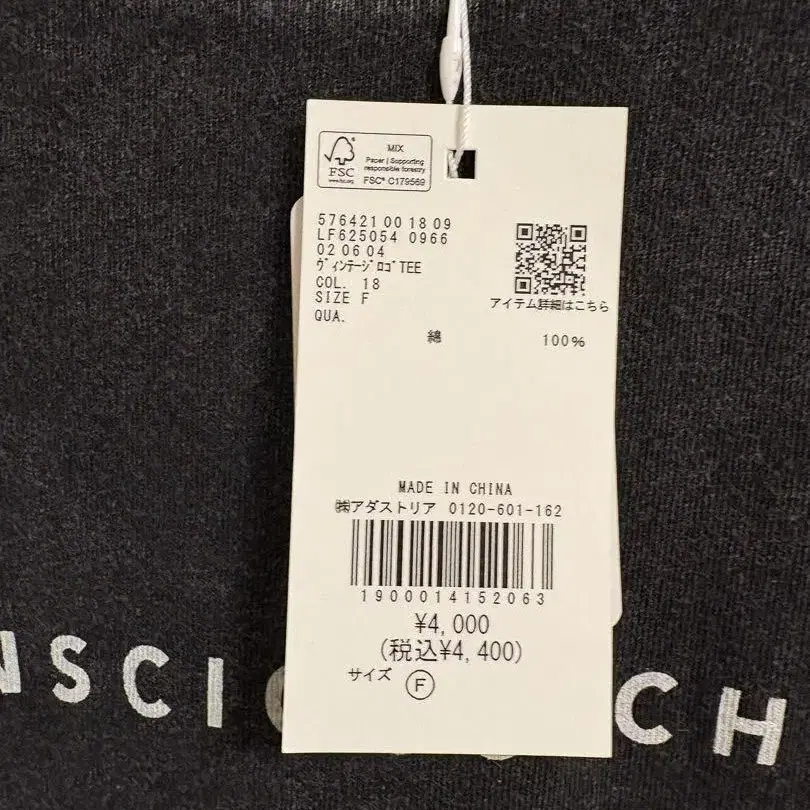 MIX
Paper | Supporting
responsible forestry
FSC
www.fsc.org
FSC® C179569
576421 00 18 09
LF625054 0966
02 06 04
ヴィンテージロゴTEE
COL. 18
SIZE F
QUA.
アイテム詳細はこちら
綿 100%
MADE IN CHINA
㈱アダストリア 0120-601-162
1900014152063
¥4,000
(税込¥4,400)
サイズ F
NSCI CH